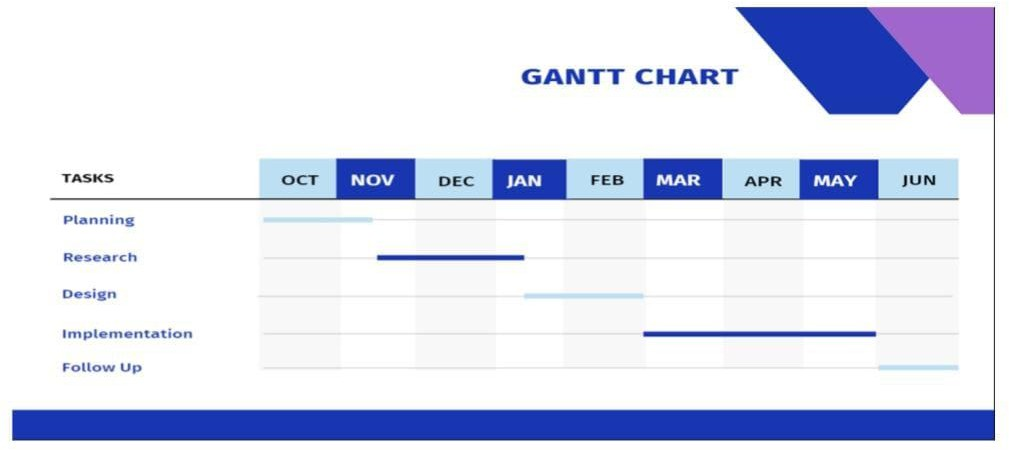 GANTT CHART
TASKS OCT NOV DEC JAN FEB MAR APR MAY JUN
Planning
Research
Design
Implementation
Follow Up